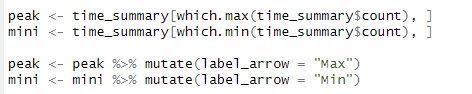 peak <- time_summary[which.max(time_summary$count), ]
mini <- time_summary[which.min(time_summary$count), ]
peak <- peak %>% mutate(label_arrow = "Max")
mini <- mini %>% mutate(label_arrow = "Min")